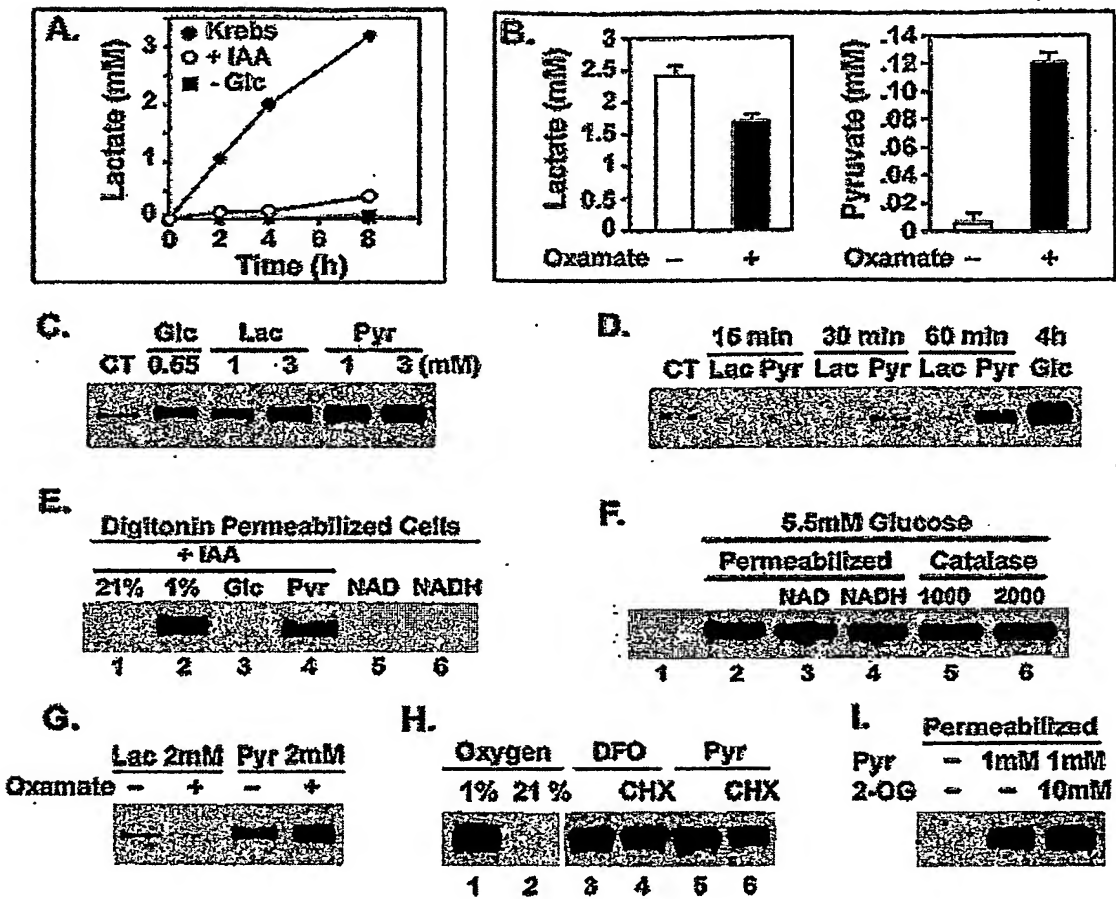 A.
Lactate (mM)
3
2
1
0
Krebs
+ IAA
- Glc
0 2 4 6 8
Time (h)
B.
Lactate (mM)
3
2.5
2
1.5
1
0.5
0
Oxamate – +
Pyruvate (mM)
.14
.12
.10
.08
.06
.04
.02
0
Oxamate – +
C.
Glc Lac Pyr
CT 0.55 1 3 1 3 (mM)
D.
15 min 30 min 60 min 4h
CT Lac Pyr Lac Pyr Lac Pyr Glc
E.
Digitonin Permeabilized Cells
+ IAA
21% 1% Glc Pyr NAD NADH
1 2 3 4 5 6
F.
5.5mM Glucose
Permeabilized Catalase
NAD NADH 1000 2000
1 2 3 4 5 6
G.
Lac 2mM Pyr 2mM
Oxamate – + – +
H.
Oxygen DFO Pyr
1% 21 % CHX CHX
1 2 3 4 5 6
I.
Permeabilized
Pyr – 1mM 1mM
2-OG – – 10mM